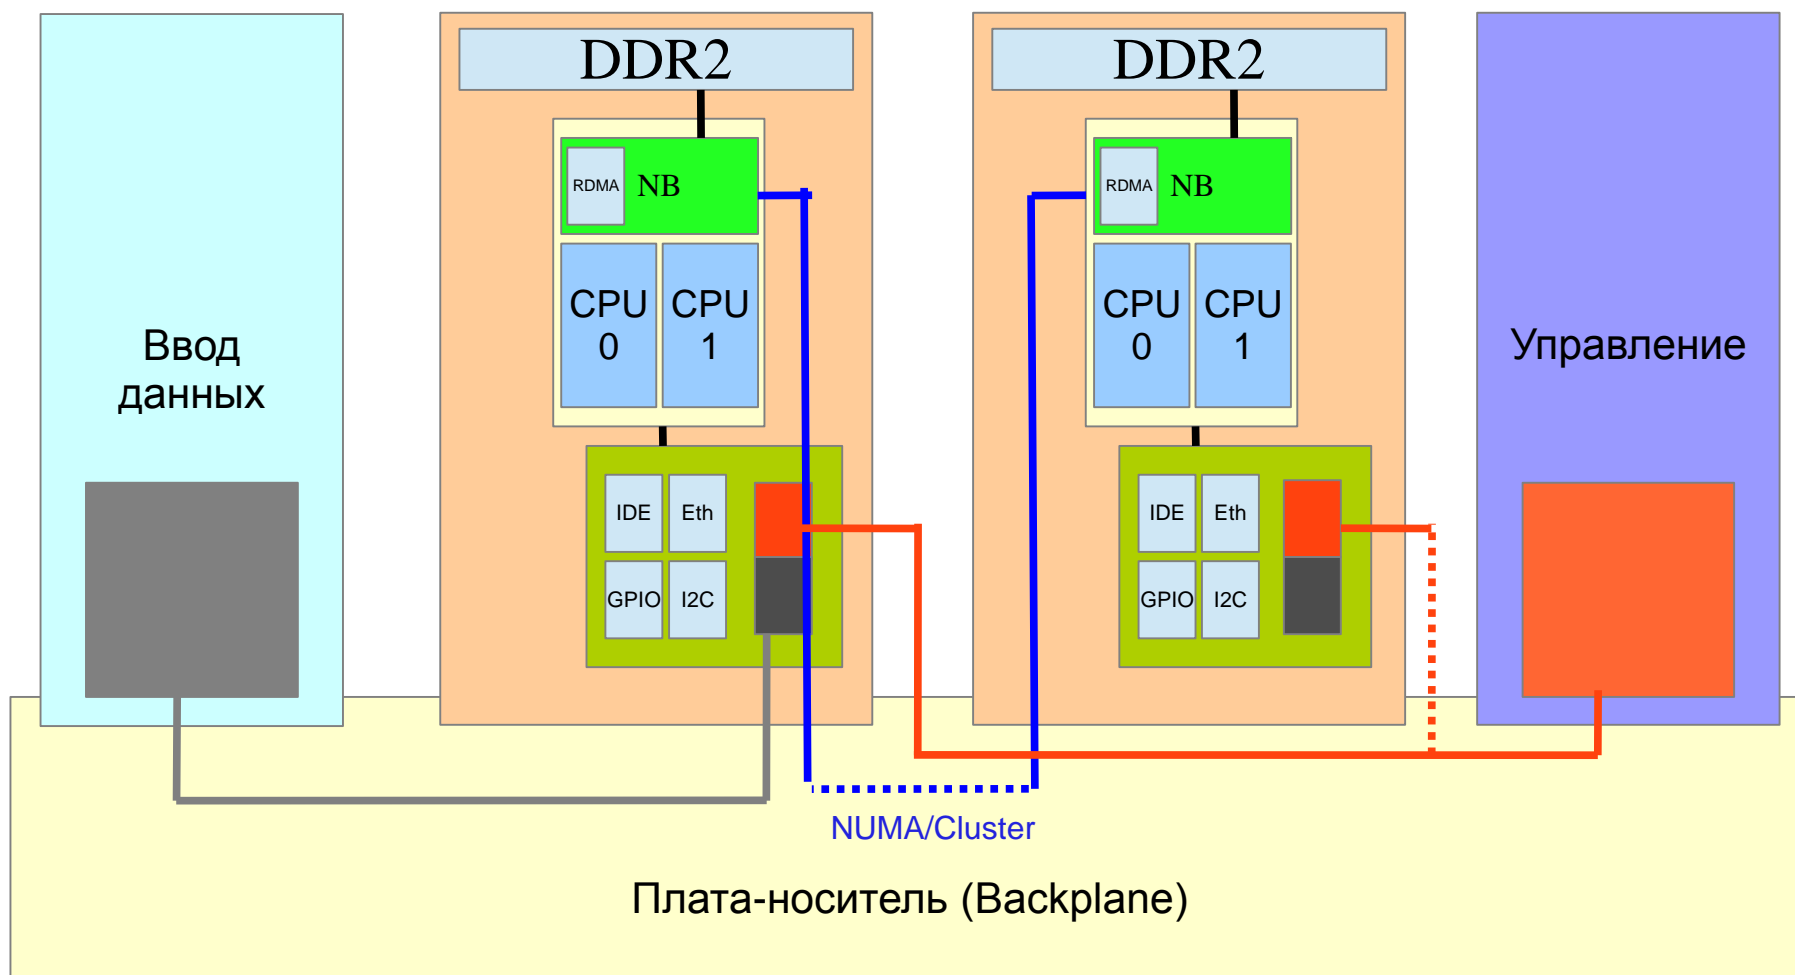 DDR2
DDR2
RDMA
NB
RDMA
NB
CPU
0
CPU
1
CPU
0
CPU
1
Ввод
данных
Управление
IDE
Eth
GPIO
I2C
IDE
Eth
GPIO
I2C
NUMA/Cluster
Плата-носитель (Backplane)